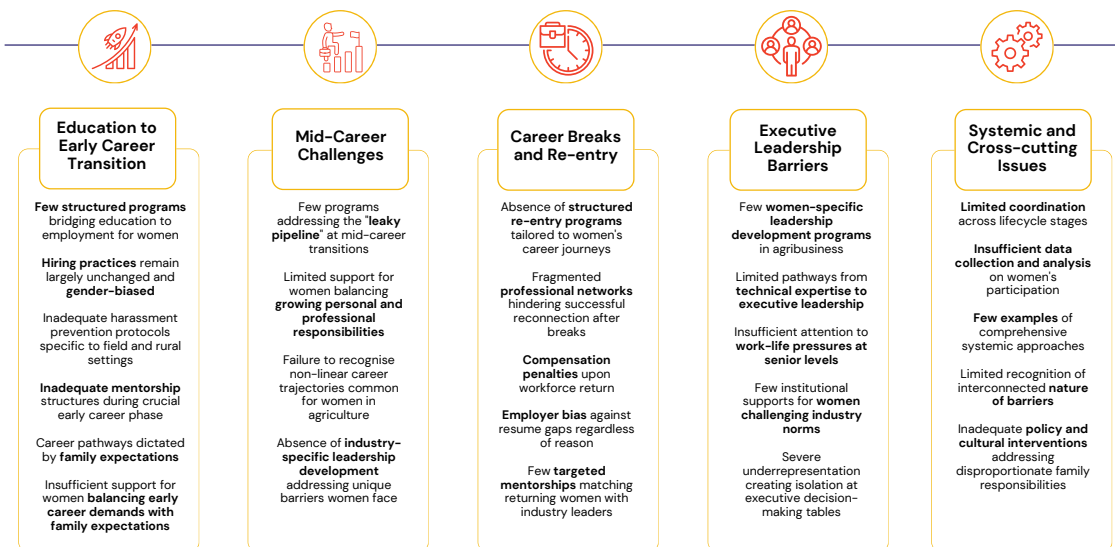 Education to
Early Career
Transition
Few structured programs
bridging education to
employment for women
Hiring practices remain
largely unchanged and
gender-biased
Inadequate harassment
prevention protocols
specific to field and rural
settings
Inadequate mentorship
structures during crucial
early career phase
Career pathways dictated
by family expectations
Insufficient support for
women balancing early
career demands with
family expectations
Mid-Career
Challenges
Few programs
addressing the "leaky
pipeline" at mid-career
transitions
Limited support for
women balancing
growing personal and
professional
responsibilities
Failure to recognise
non-linear career
trajectories common
for women in
agriculture
Absence of industry-
specific leadership
development
addressing unique
barriers women face
Career Breaks
and Re-entry
Absence of structured
re-entry programs
tailored to women's
career journeys
Fragmented
professional networks
hindering successful
reconnection after
breaks
Compensation
penalties upon
workforce return
Employer bias against
resume gaps regardless
of reason
Few targeted
mentorships matching
returning women with
industry leaders
Executive
Leadership
Barriers
Few women-specific
leadership
development programs
in agribusiness
Limited pathways from
technical expertise to
executive leadership
Insufficient attention to
work-life pressures at
senior levels
Few institutional
supports for women
challenging industry
norms
Severe
underrepresentation
creating isolation at
executive decision-
making tables
Systemic and
Cross-cutting
Issues
Limited coordination
across lifecycle stages
Insufficient data
collection and analysis
on women's
participation
Few examples of
comprehensive
systemic approaches
Limited recognition of
interconnected nature
of barriers
Inadequate policy and
cultural interventions
addressing
disproportionate family
responsibilities